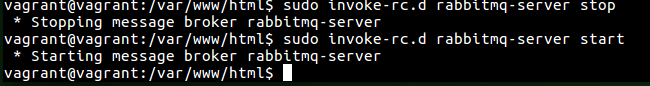 vagrant@vagrant:/var/www/html$ sudo invoke-rc.d rabbitmq-server stop
 * Stopping message broker rabbitmq-server
vagrant@vagrant:/var/www/html$ sudo invoke-rc.d rabbitmq-server start
 * Starting message broker rabbitmq-server
vagrant@vagrant:/var/www/html$